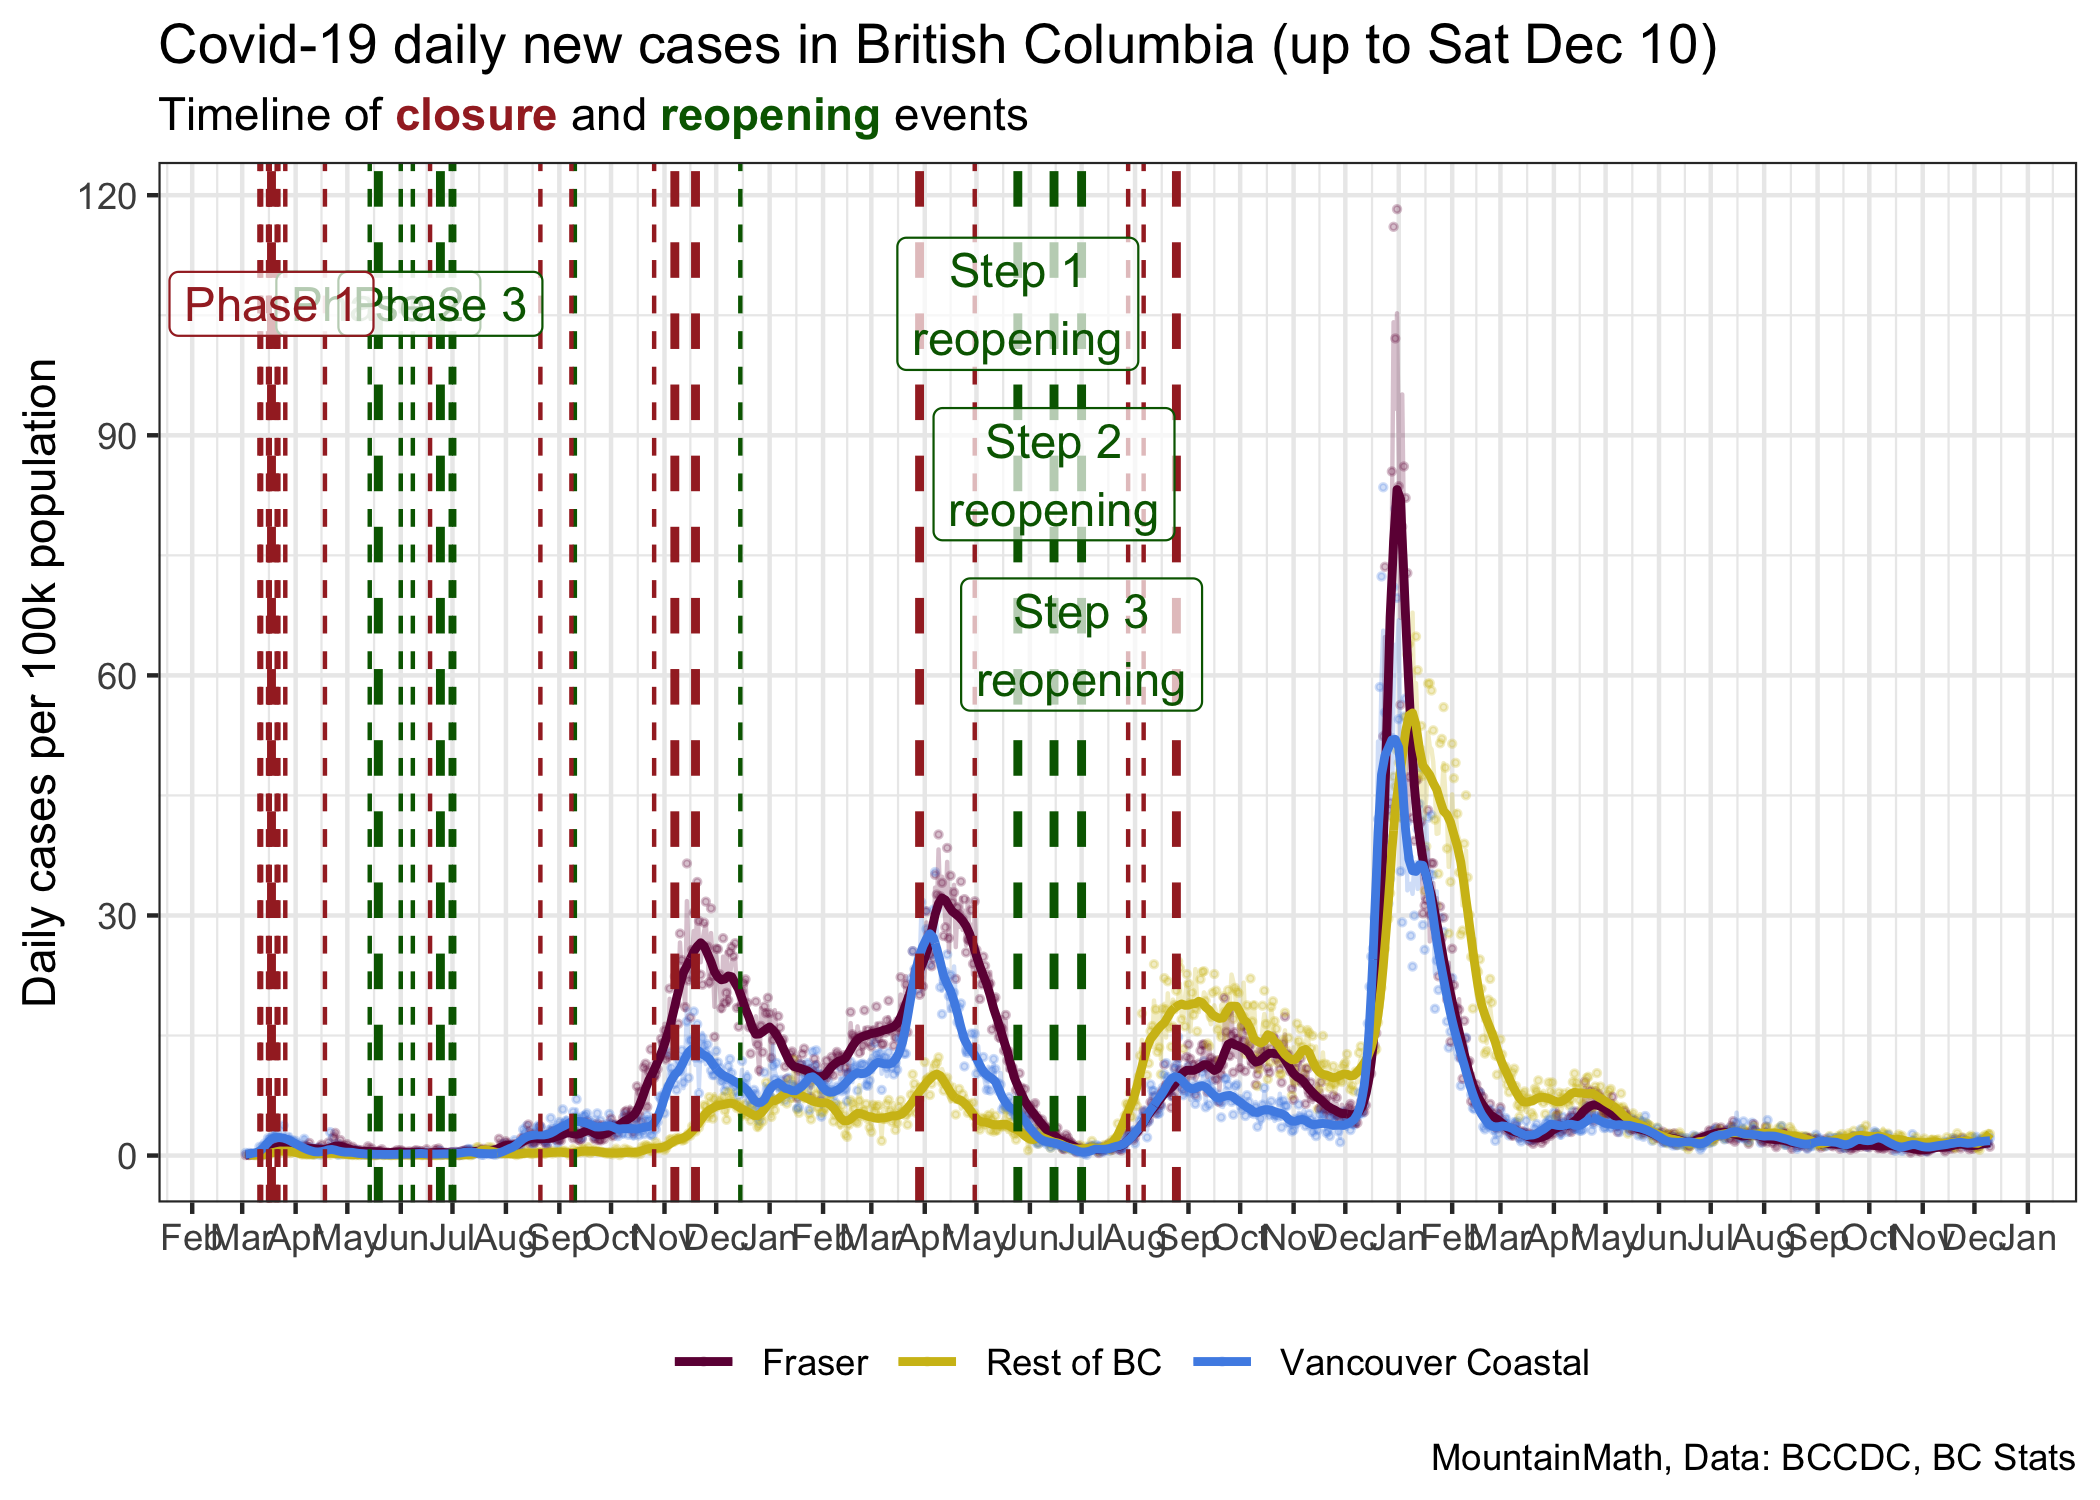 Covid-19 daily new cases in British Columbia (up to Sat Dec 10)
Timeline of closure and reopening events
Daily cases per 100k population
120
90
60
30
0
Phase 1
Phase 2
Phase 3
Step 1
reopening
Step 2
reopening
Step 3
reopening
Feb Mar Apr May Jun Jul Aug Sep Oct Nov Dec Jan Feb Mar Apr May Jun Jul Aug Sep Oct Nov Dec Jan Feb Mar Apr May Jun Jul Aug Sep Oct Nov Dec Jan
Fraser Rest of BC Vancouver Coastal
MountainMath, Data: BCCDC, BC Stats